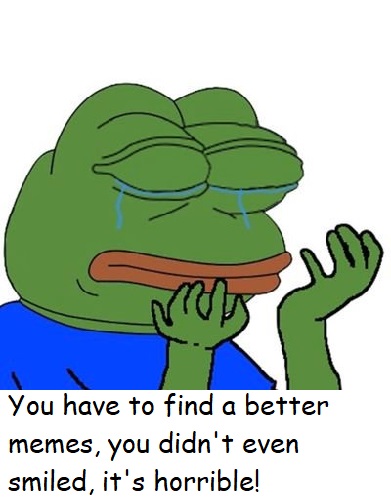 You have to find a better
memes, you didn't even
smiled, it's horrible!